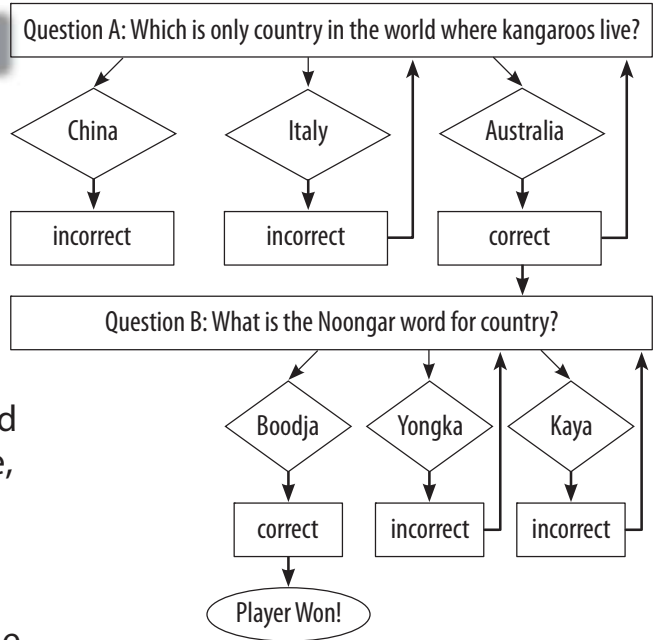 Question A: Which is only country in the world where kangaroos live?
China
Italy
Australia
incorrect
incorrect
correct
Question B: What is the Noongar word for country?
Boodja
Yongka
Kaya
correct
incorrect
incorrect
Player Won!